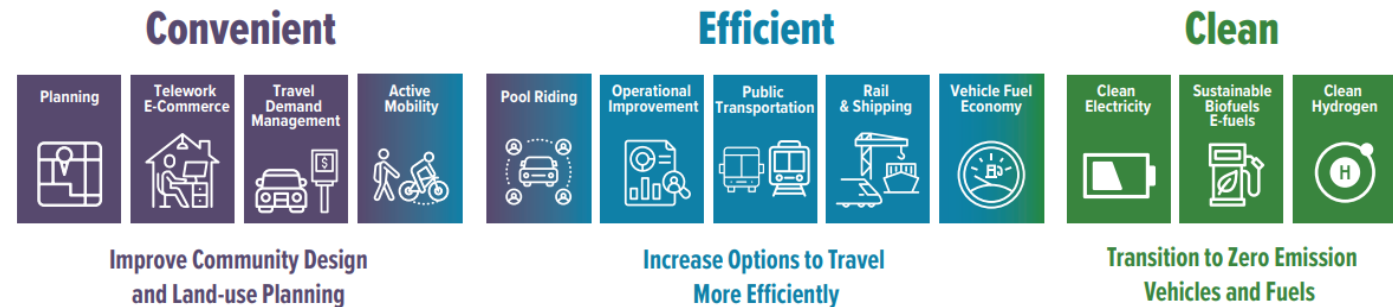 Convenient
Planning
Telework
E-Commerce
Travel
Demand
Management
$
Active
Mobility
Improve Community Design
and Land-use Planning
Efficient
Pool Riding
Operational
Improvement
Public
Transportation
Rail
& Shipping
Vehicle Fuel
Economy
Increase Options to Travel
More Efficiently
Clean
Clean
Electricity
Sustainable
Biofuels
E-fuels
Clean
Hydrogen
H
Transition to Zero Emission
Vehicles and Fuels